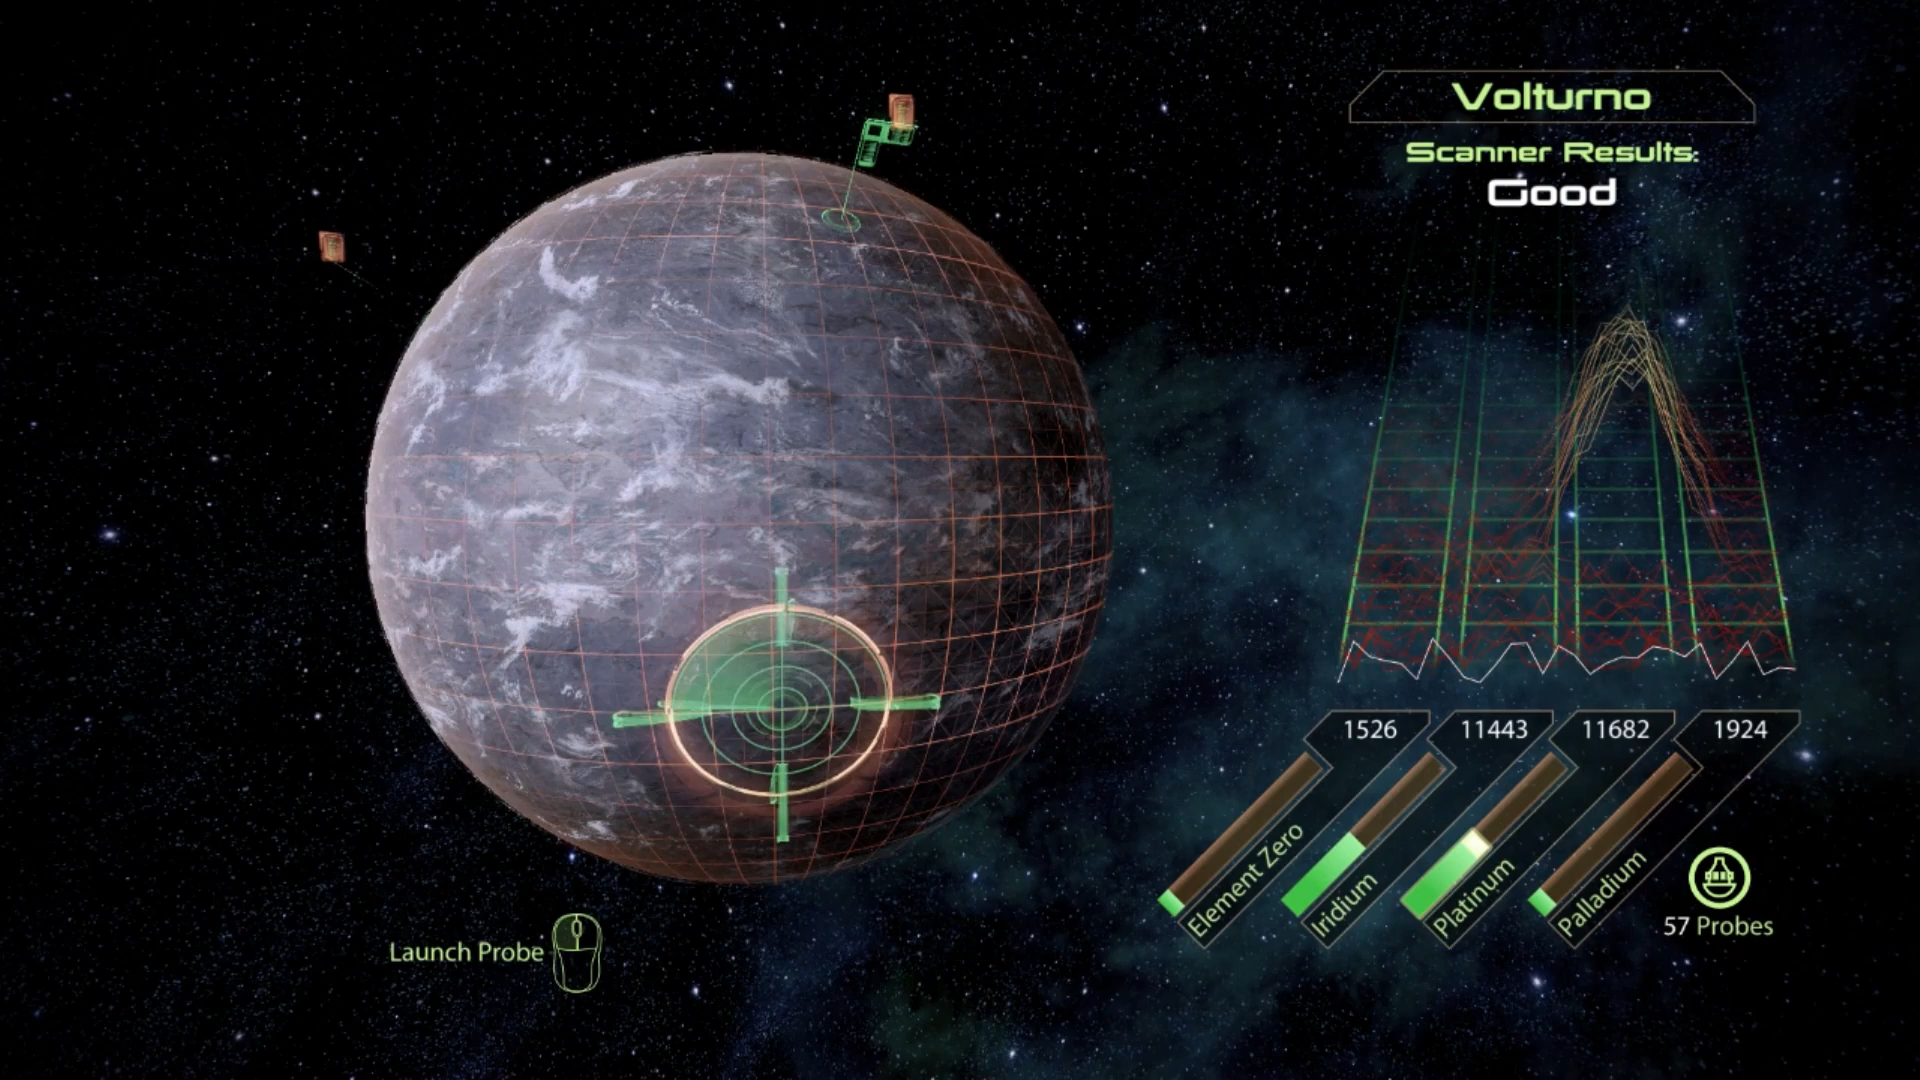 Volturno
Scanner Results:
Good
1526
11443
11682
1924
Element Zero
Iridium
Platinum
Palladium
57 Probes
Launch Probe